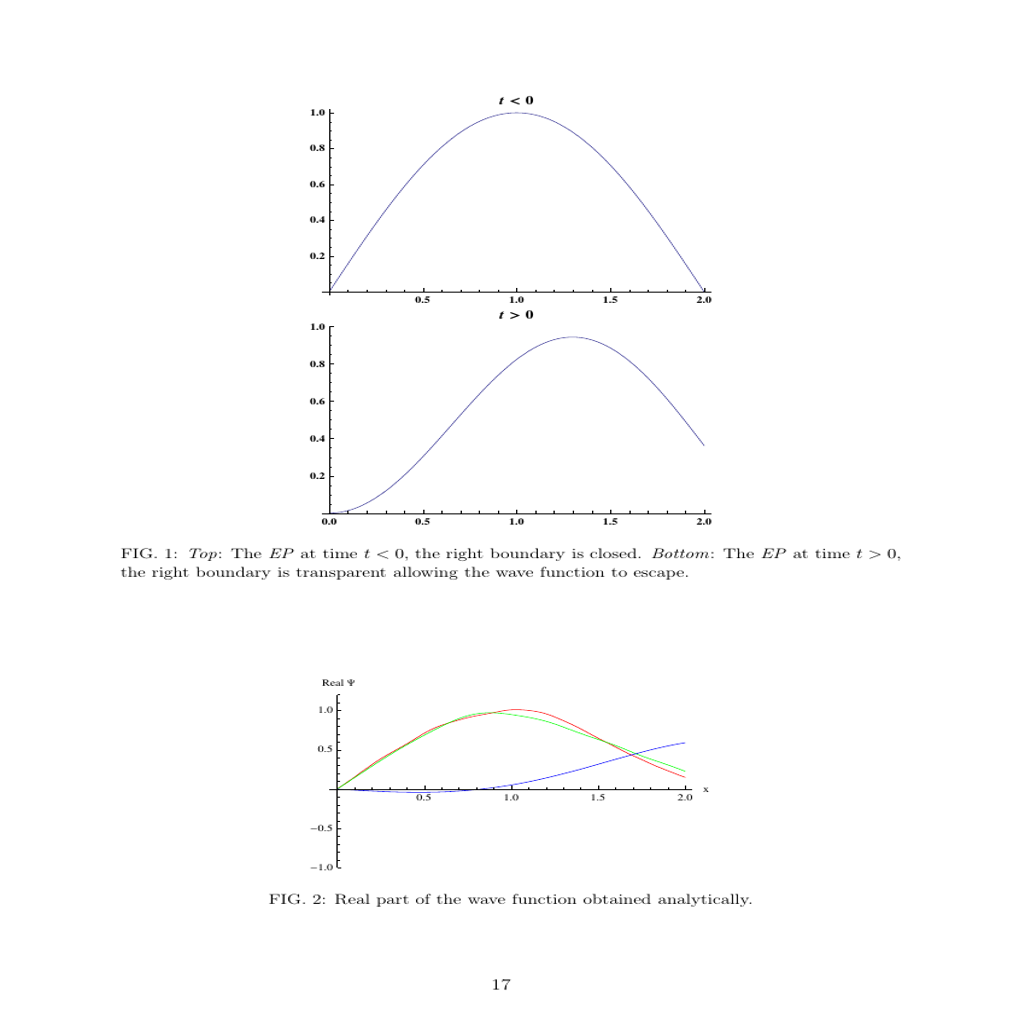 t < 0
1.0
0.8
0.6
0.4
0.2
0.5 1.0 1.5 2.0
t > 0
1.0
0.8
0.6
0.4
0.2
0.0 0.5 1.0 1.5 2.0
FIG. 1: Top: The EP at time t < 0, the right boundary is closed. Bottom: The EP at time t > 0,
the right boundary is transparent allowing the wave function to escape.
Real Ψ
1.0
0.5
0.5 1.0 1.5 2.0 x
−0.5
−1.0
FIG. 2: Real part of the wave function obtained analytically.
17